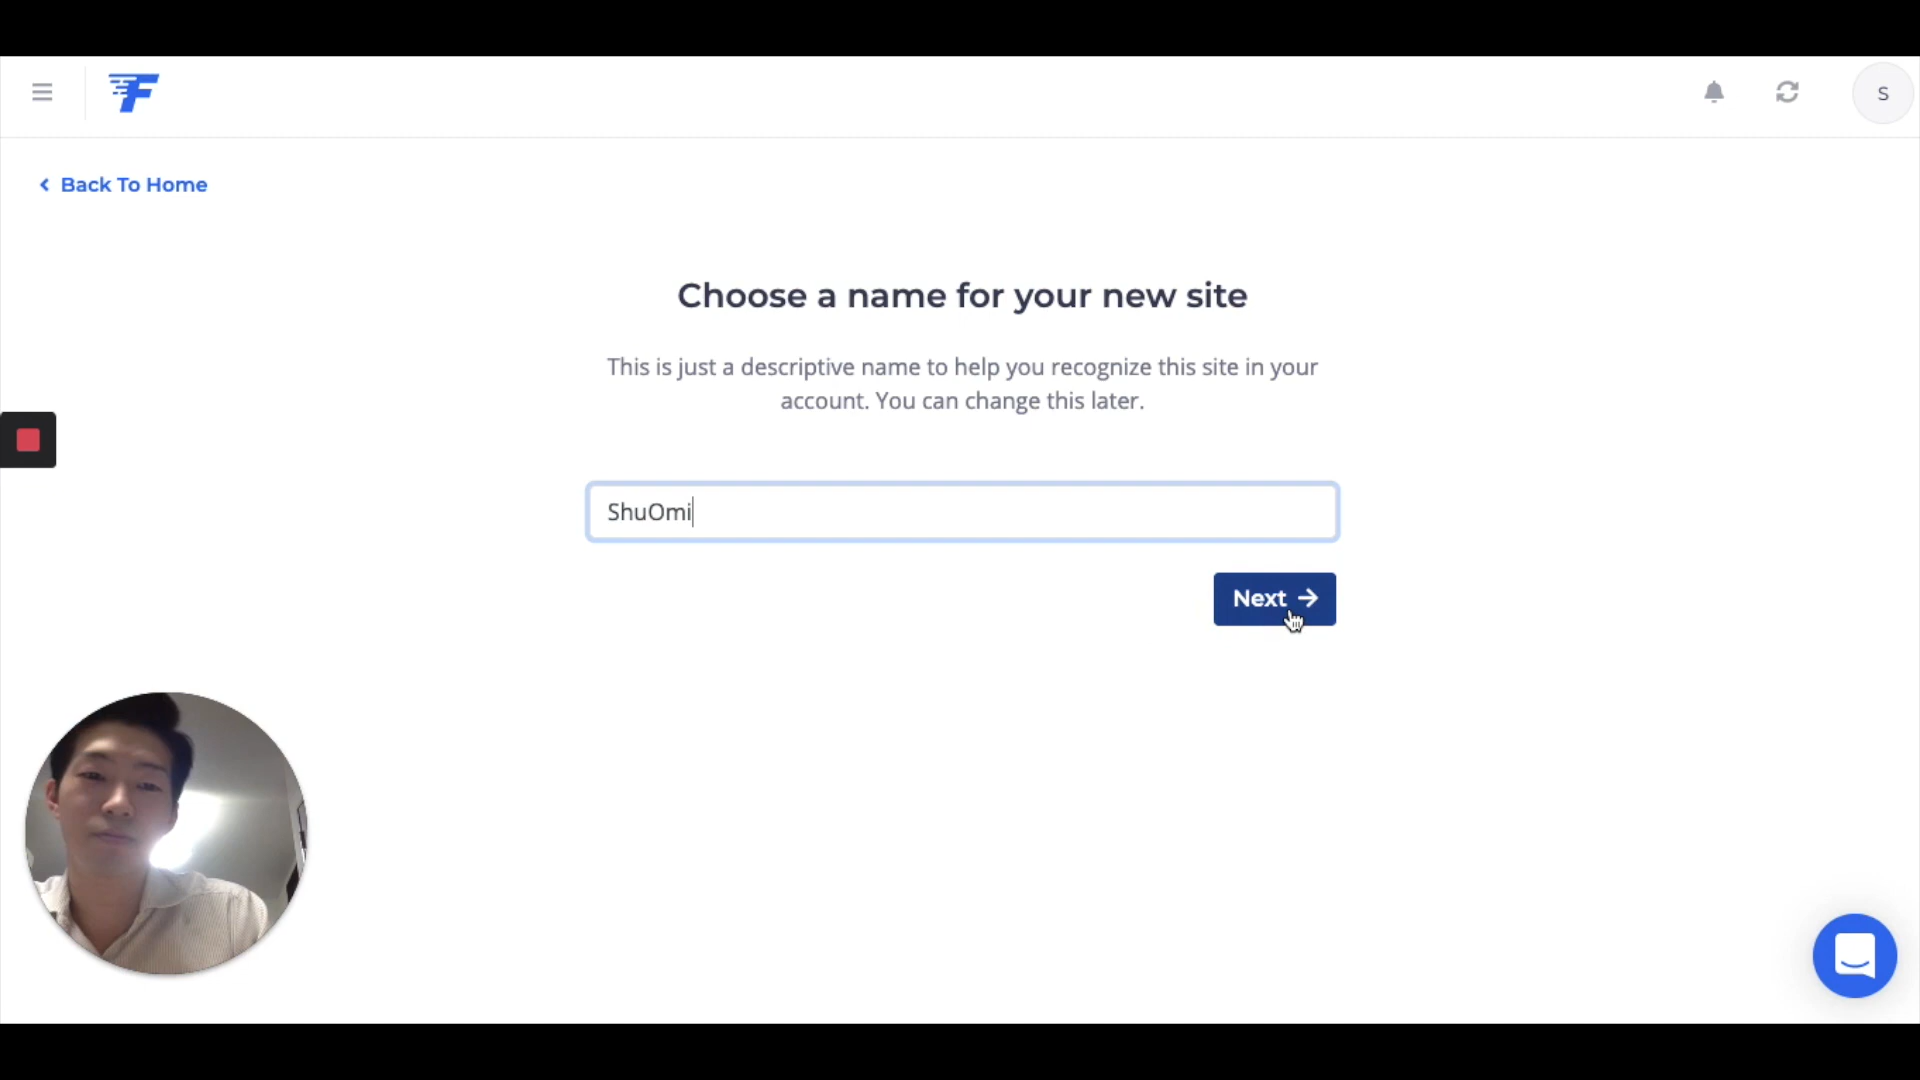 S
Back To Home
Choose a name for your new site
This is just a descriptive name to help you recognize this site in your
account. You can change this later.
ShuOmi
Next